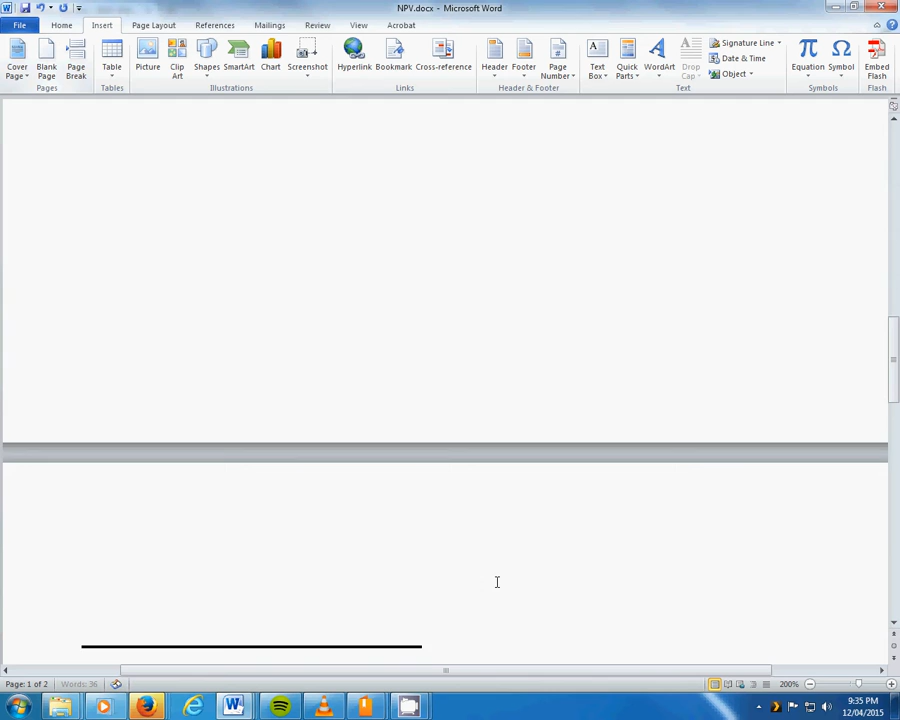 NPV.docx - Microsoft Word
File Home Insert Page Layout References Mailings Review View Acrobat
Cover Page Blank Page Page Break Table Picture Clip Art Shapes SmartArt Chart Screenshot Hyperlink Bookmark Cross-reference Header Footer Page Number Text Box Quick Parts WordArt Drop Cap Signature Line Date & Time Object Equation Symbol Embed Flash
Pages Tables Illustrations Links Header & Footer Text Symbols Flash
Page: 1 of 2 Words: 36 200%
9:35 PM
12/04/2015